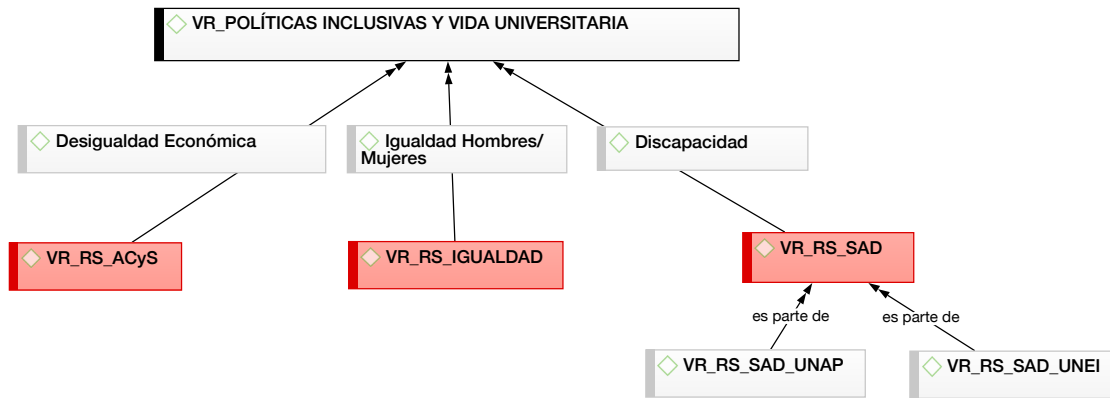 VR_POLÍTICAS INCLUSIVAS Y VIDA UNIVERSITARIA
Desigualdad Económica
Igualdad Hombres/
Mujeres
Discapacidad
VR_RS_ACyS
VR_RS_IGUALDAD
VR_RS_SAD
es parte de
es parte de
VR_RS_SAD_UNAP
VR_RS_SAD_UNEI